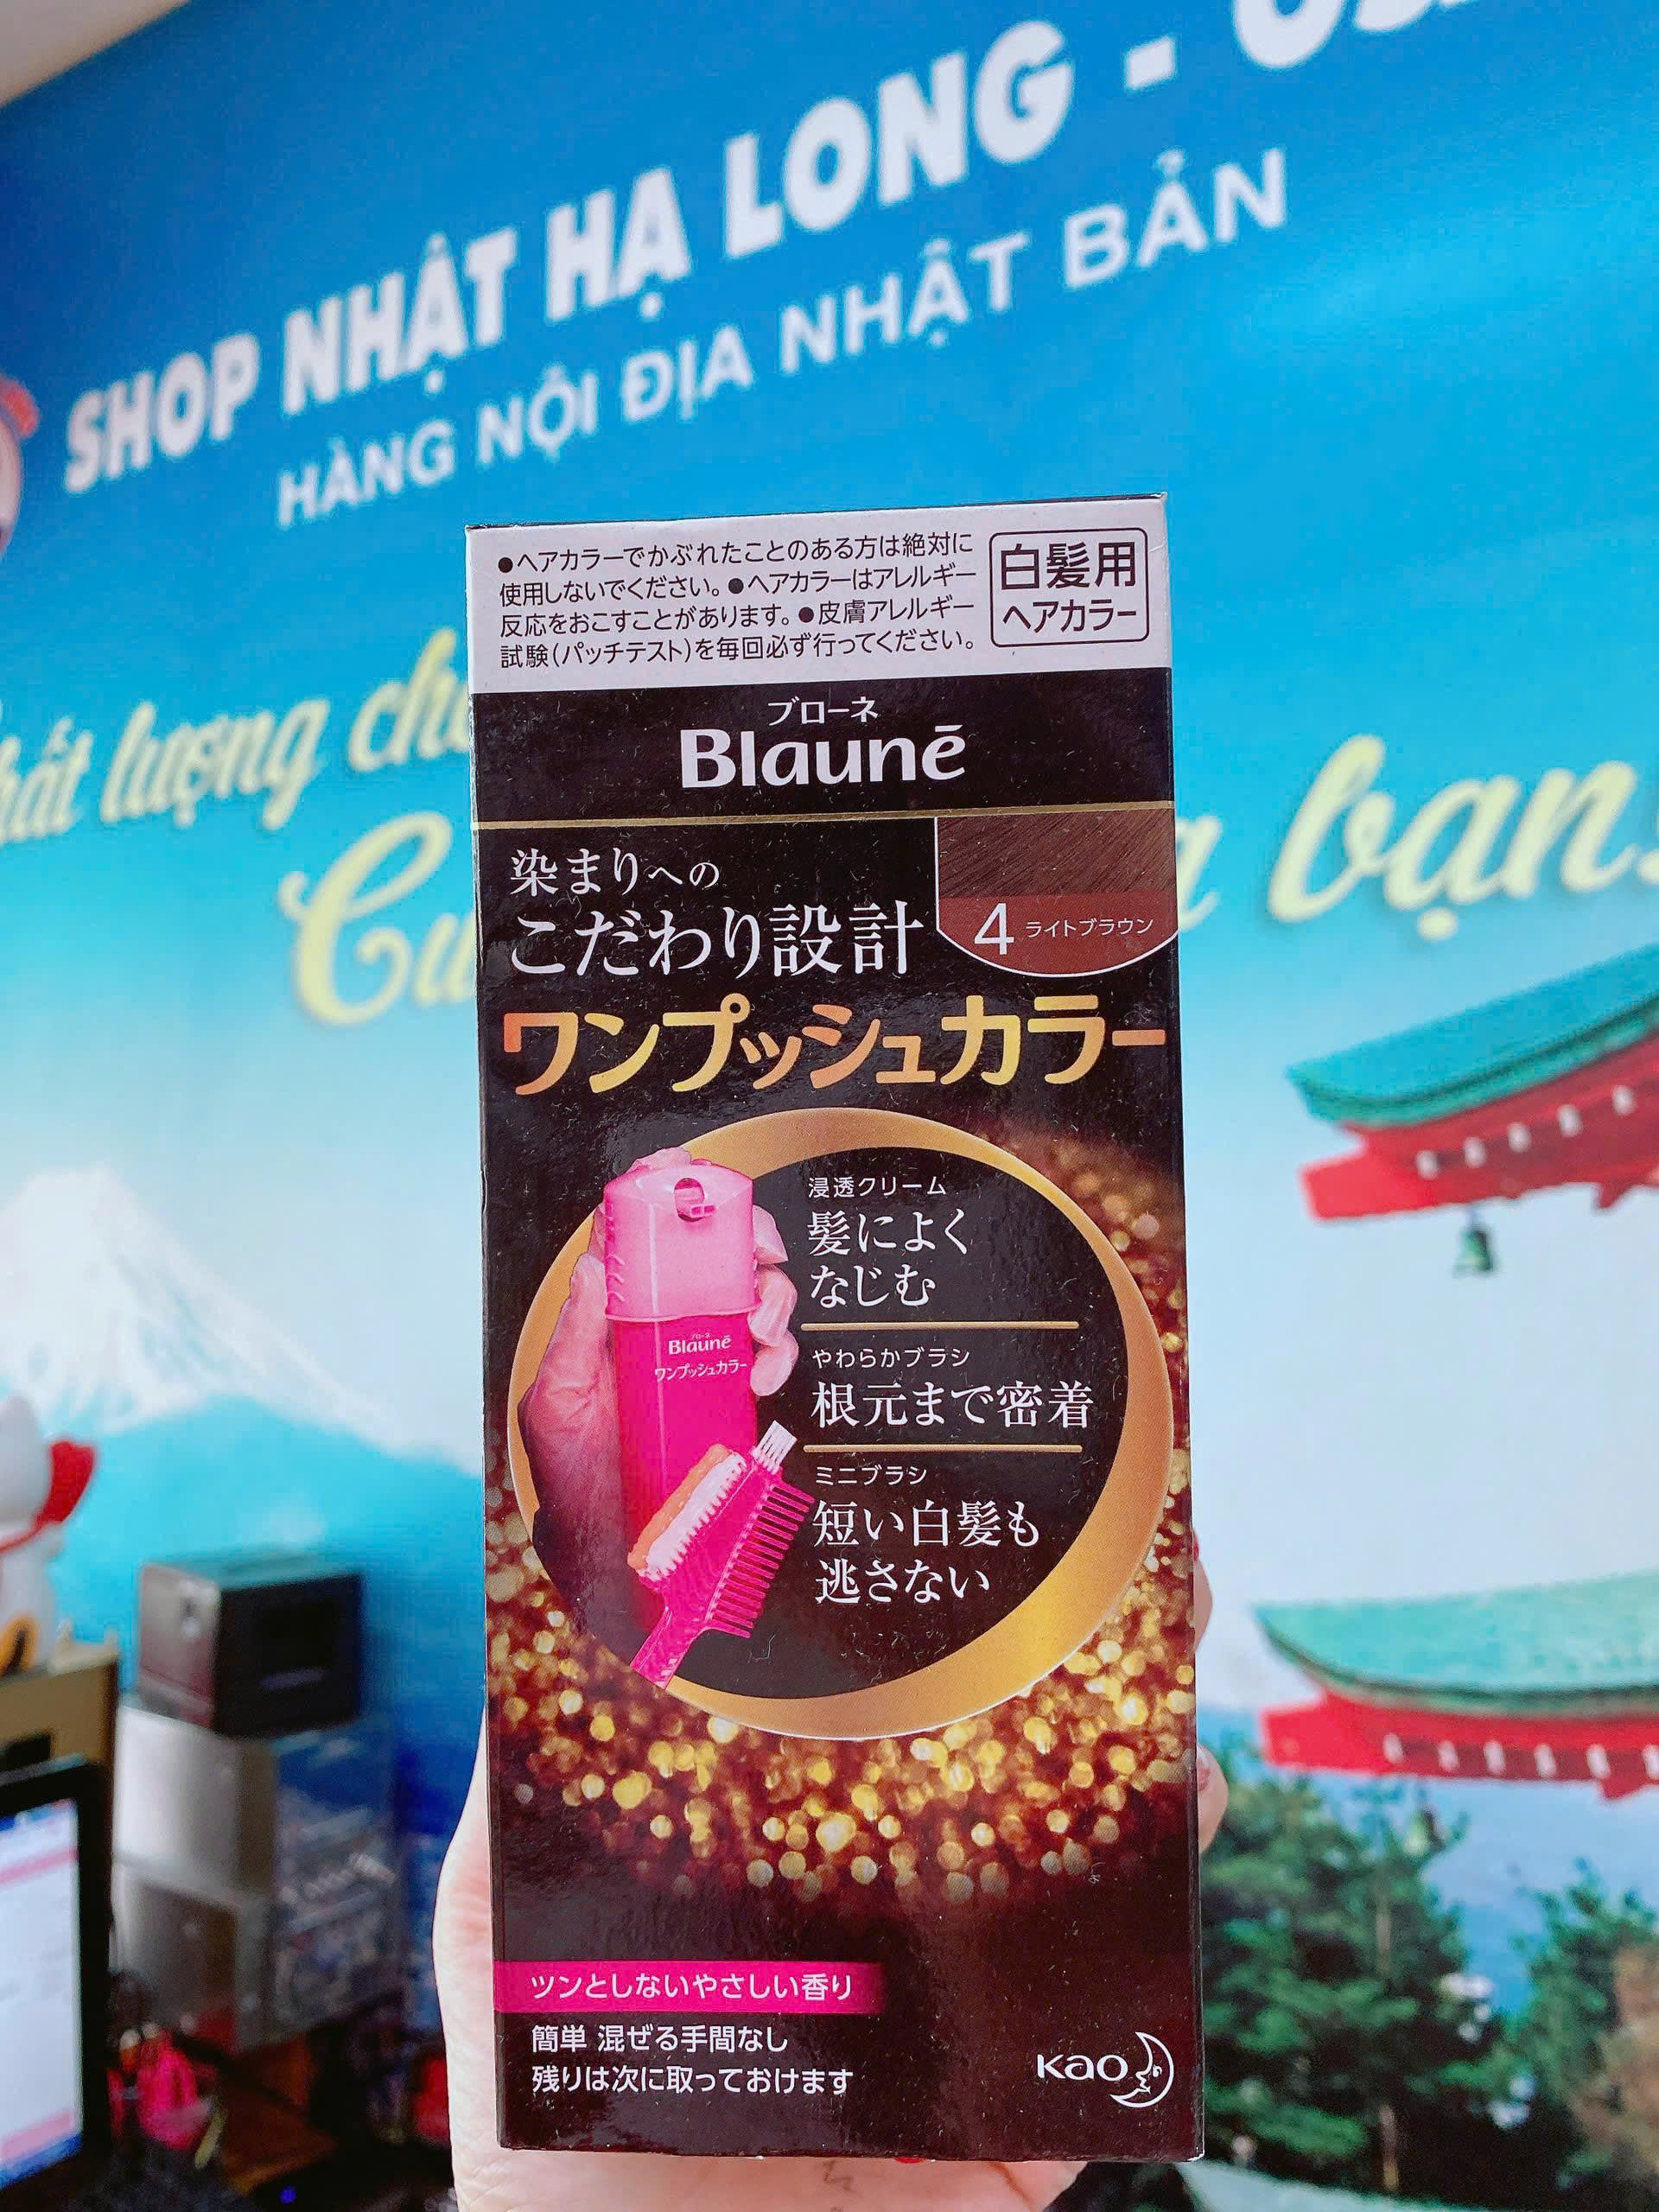 SHOP NHẬT HẠ LONG -
HÀNG NỘI ĐỊA NHẬT BẢN
lượng
bạn
●ヘアカラーでかぶれたことのある方は絶対に
使用しないでください。●ヘアカラーはアレルギー
反応をおこすことがあります。●皮膚アレルギー
試験(パッチテスト)を毎回必ず行ってください。
白髪用
ヘアカラー
ブローネ
Blaunē
染まりへの
こだわり設計
4 ライトブラウン
ワンプッシュカラー
浸透クリーム
髪によく
なじむ
やわらかブラシ
根元まで密着
ミニブラシ
短い白髪も
逃さない
ブローネ
Blaunē
ワンプッシュカラー
ツンとしないやさしい香り
簡単 混ぜる手間なし
残りは次に取っておけます
Kao